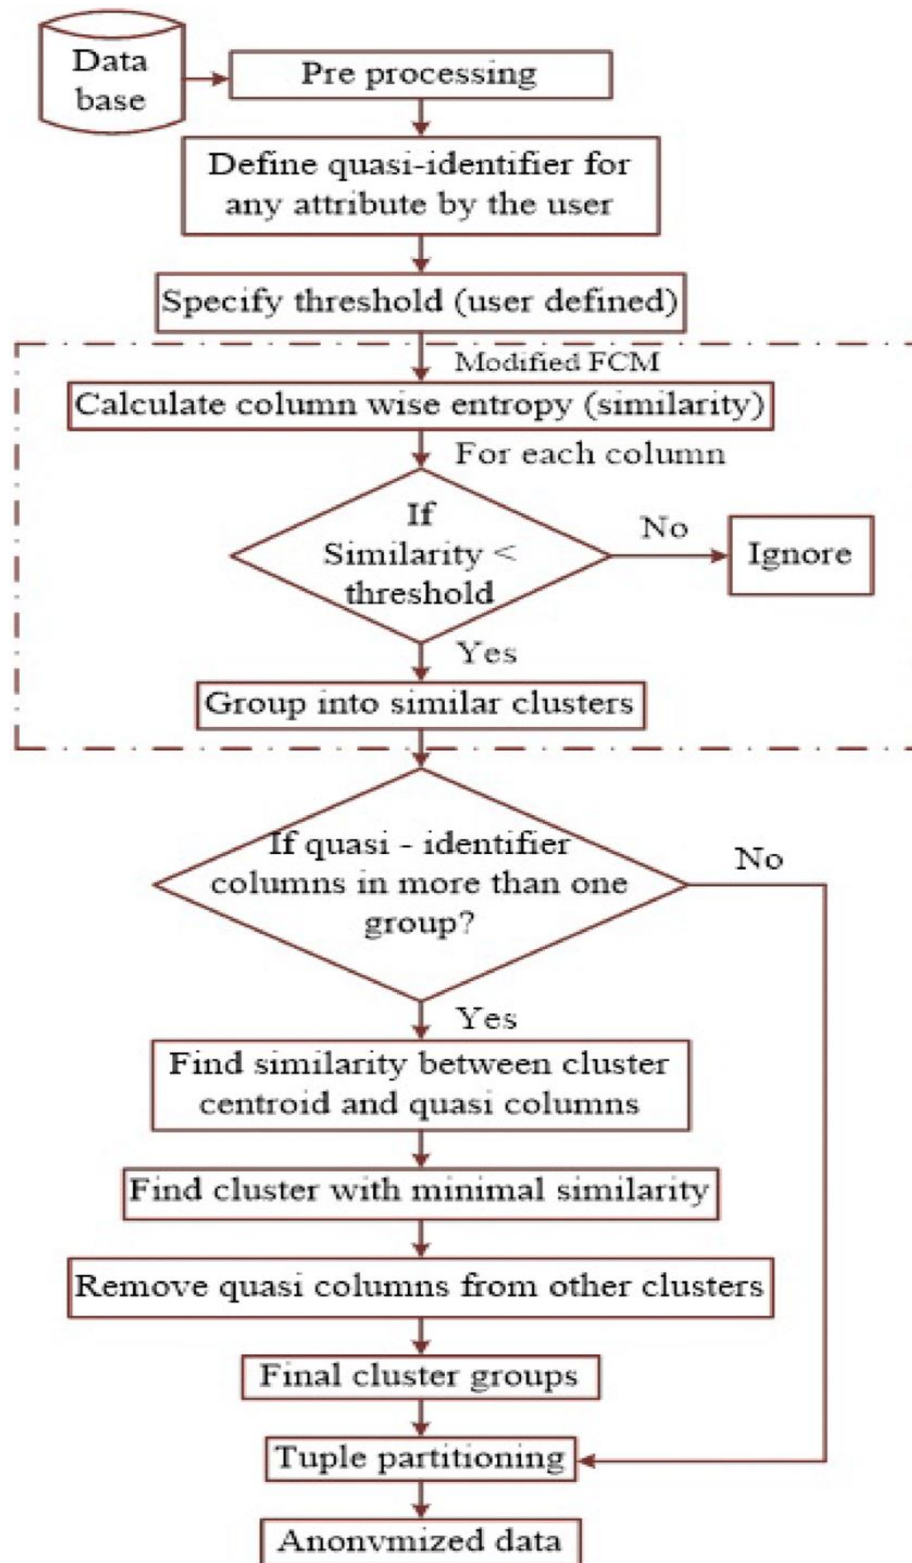 Data
base
Pre processing
Define quasi-identifier for
any attribute by the user
Specify threshold (user defined)
Modified FCM
Calculate column wise entropy (similarity)
For each column
If
Similarity <
threshold
No
Ignore
Yes
Group into similar clusters
If quasi - identifier
columns in more than one
group?
No
Yes
Find similarity between cluster
centroid and quasi columns
Find cluster with minimal similarity
Remove quasi columns from other clusters
Final cluster groups
Tuple partitioning
Anonymized data